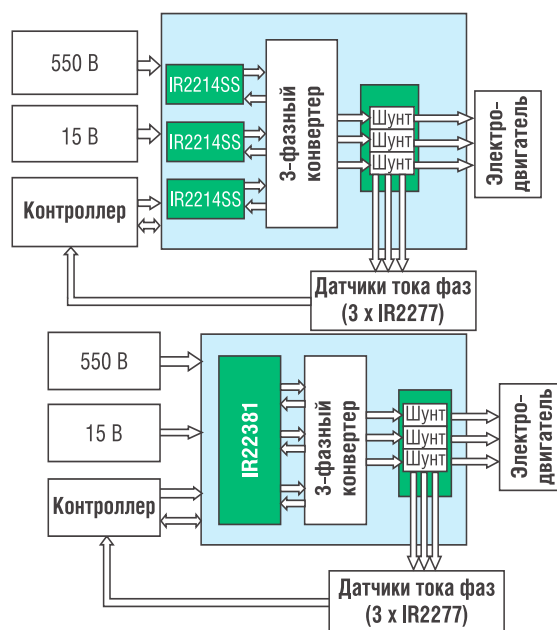 550 В
15 В
Контроллер
IR2214SS
IR2214SS
IR2214SS
3-фазный
конвертер
Шунт
Шунт
Шунт
Электро-
двигатель
Датчики тока фаз
(3 x IR2277)
550 В
15 В
Контроллер
IR22381
3-фазный
конвертер
Шунт
Шунт
Шунт
Электро-
двигатель
Датчики тока фаз
(3 x IR2277)